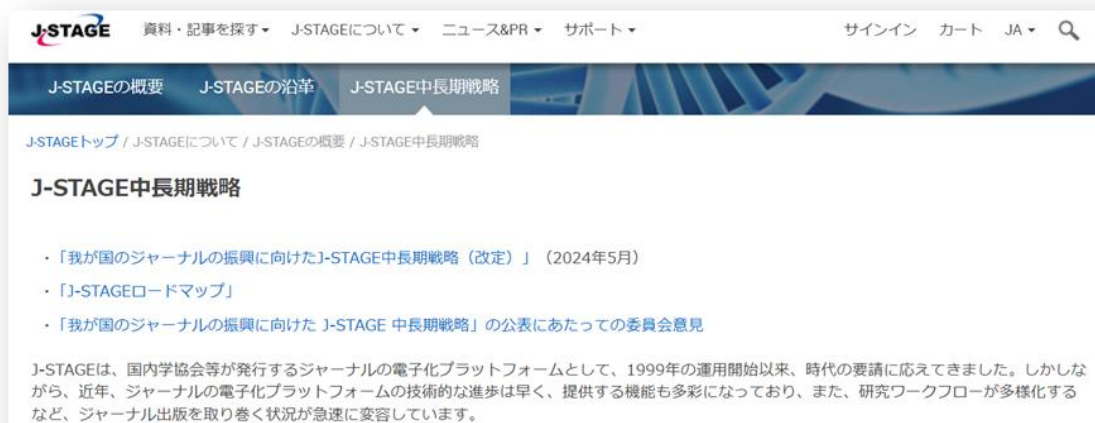 J-STAGE 資料・記事を探す▾ J-STAGEについて▾ ニュース&PR▾ サポート▾ サインイン カート JA▾
J-STAGEの概要 J-STAGEの沿革 J-STAGE中長期戦略
J-STAGEトップ / J-STAGEについて / J-STAGEの概要 / J-STAGE中長期戦略
J-STAGE中長期戦略
・「我が国のジャーナルの振興に向けたJ-STAGE中長期戦略（改定）」（2024年5月）
・「J-STAGEロードマップ」
・「我が国のジャーナルの振興に向けた J-STAGE 中長期戦略」の公表にあたっての委員会意見
J-STAGEは、国内学協会等が発行するジャーナルの電子化プラットフォームとして、1999年の運用開始以来、時代の要請に応えてきました。しかしな
がら、近年、ジャーナルの電子化プラットフォームの技術的な進歩は早く、提供する機能も多彩になっており、また、研究ワークフローが多様化する
など、ジャーナル出版を取り巻く状況が急速に変容しています。